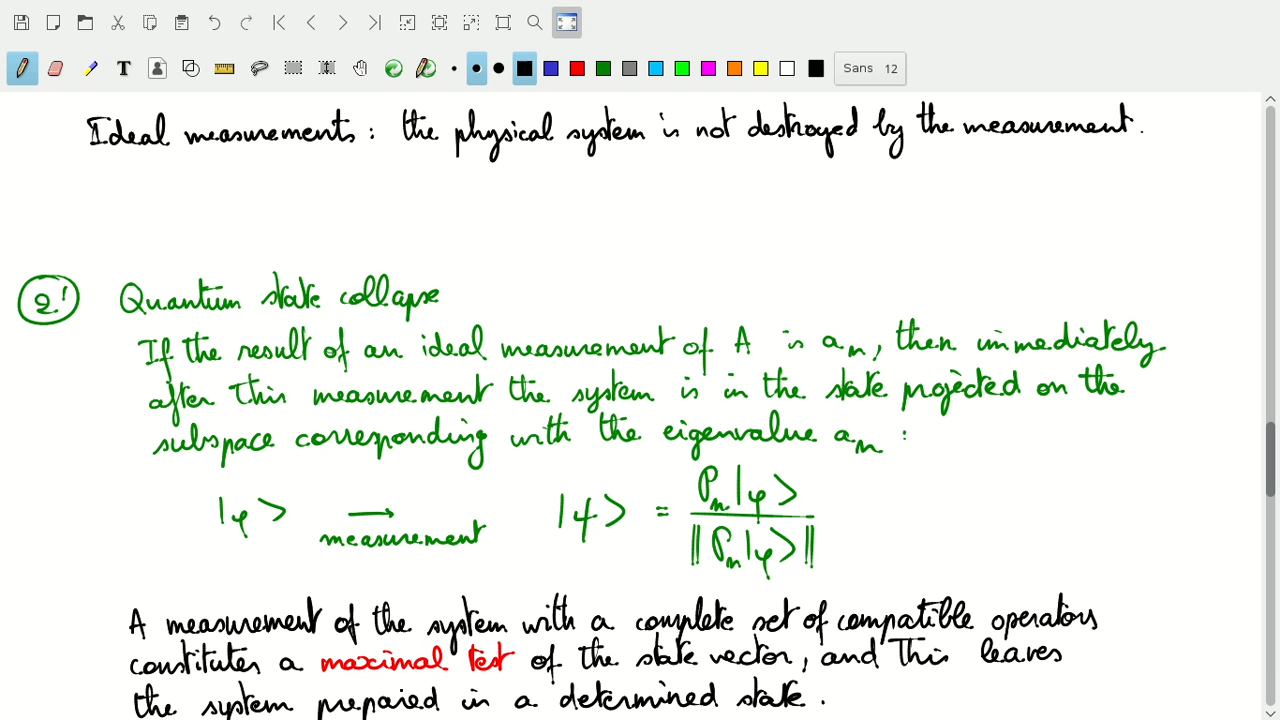 Sans 12
Ideal measurements : the physical system is not destroyed by the measurement.
2' Quantum state collapse
If the result of an ideal measurement of A is aₙ, then immediately
after this measurement the system is in the state projected on the
subspace corresponding with the eigenvalue aₙ :
|φ> → measurement |ψ> = Pₙ|φ> / ||Pₙ|φ>||
A measurement of the system with a complete set of compatible operators
constitutes a maximal test of the state vector, and this leaves
the system prepared in a determined state.